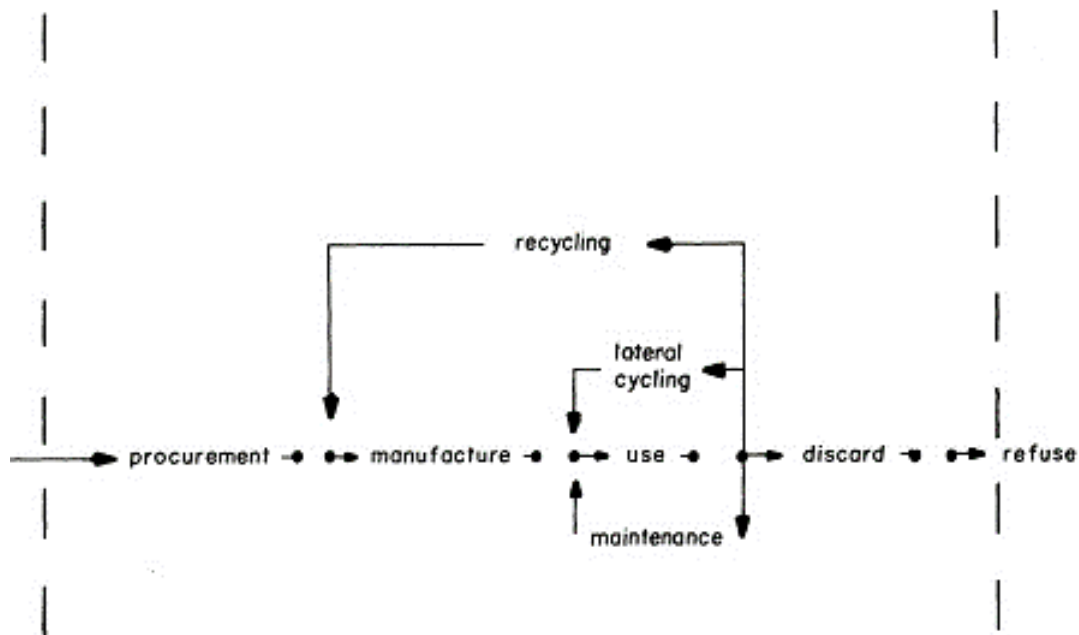 recycling
lateral
cycling
procurement manufacture use discard refuse
maintenance